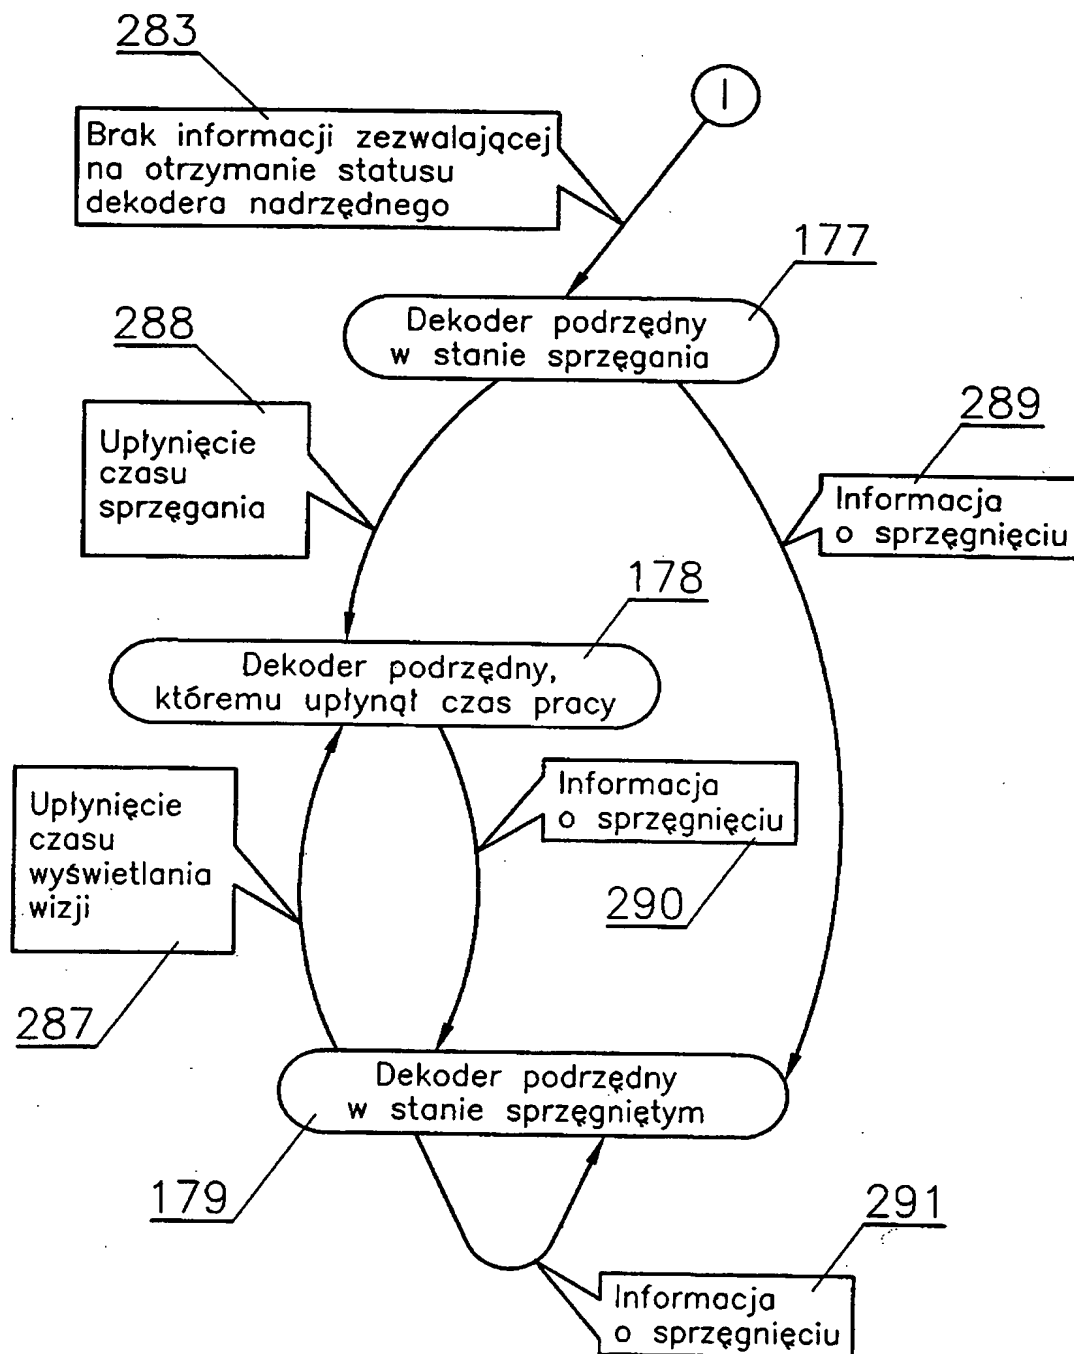 283
I
Brak informacji zezwalającej
na otrzymanie statusu
dekodera nadrzędnego
177
Dekoder podrzędny
w stanie sprzęgania
288
Upłynięcie
czasu
sprzęgania
289
Informacja
o sprzęgnięciu
178
Dekoder podrzędny,
któremu upłynął czas pracy
Upłynięcie
czasu
wyświetlania
wizji
Informacja
o sprzęgnięciu
290
287
Dekoder podrzędny
w stanie sprzęgniętym
179
291
Informacja
o sprzęgnięciu